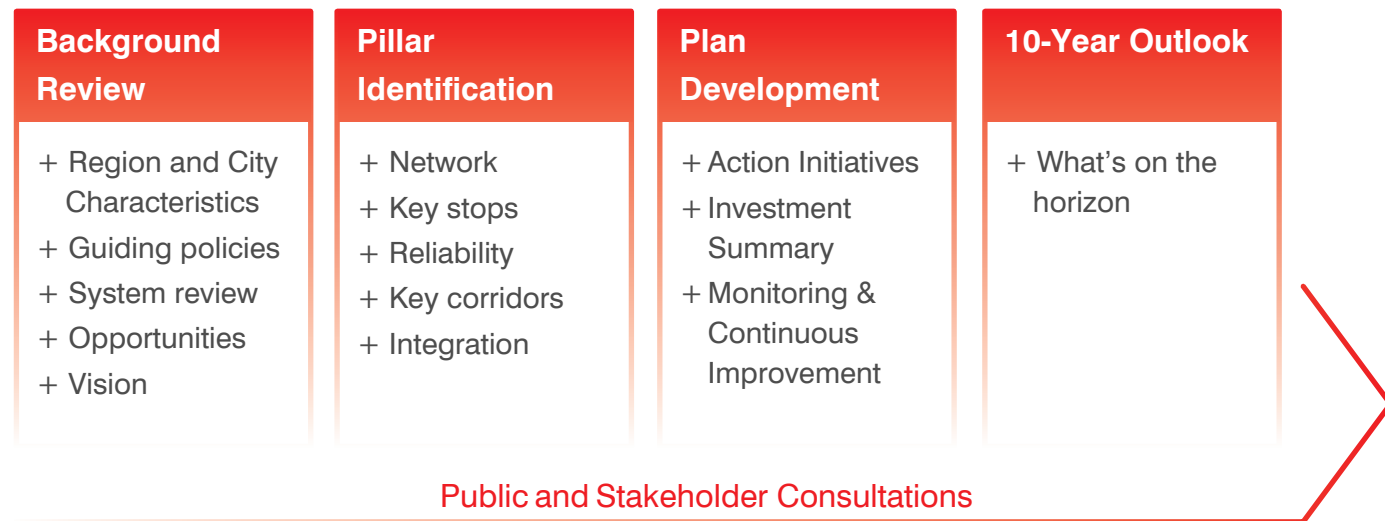 Background
Review
+ Region and City
Characteristics
+ Guiding policies
+ System review
+ Opportunities
+ Vision
Pillar
Identification
+ Network
+ Key stops
+ Reliability
+ Key corridors
+ Integration
Plan
Development
+ Action Initiatives
+ Investment
Summary
+ Monitoring &
Continuous
Improvement
10-Year Outlook
+ What’s on the
horizon
Public and Stakeholder Consultations